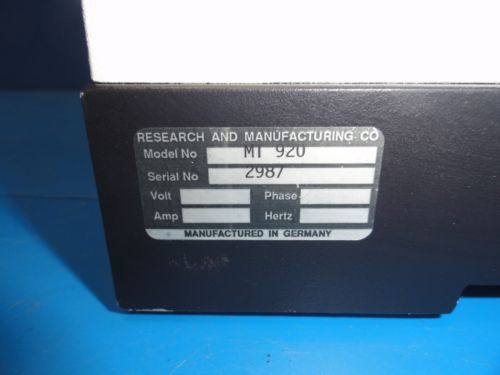 RESEARCH AND MANUFACTURING CO
Model No MT 920
Serial No 2987
Volt Phase
Amp Hertz
MANUFACTURED IN GERMANY